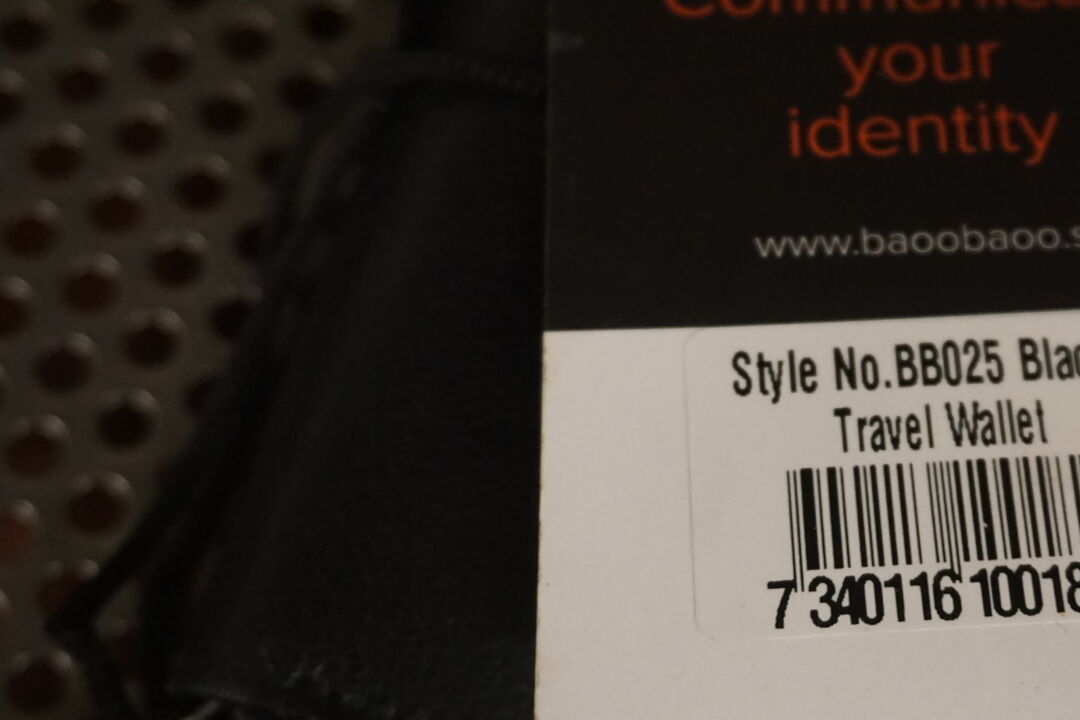 your
identity
www.baoobaoo.s
Style No.BB025 Blac
Travel Wallet
7 340116 10018